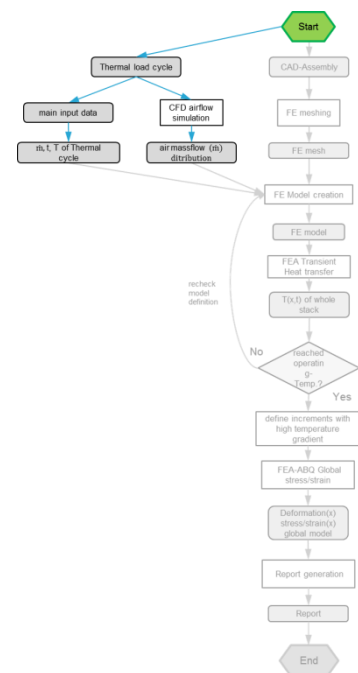 Start
Thermal load cycle
CAD-Assembly
main input data
CFD airflow
simulation
FE meshing
ṁ, t, T of Thermal
cycle
air massflow (ṁ)
ditribution
FE mesh
FE Model creation
FE model
FEA Transient
Heat transfer
recheck
model
definition
T(x,t) of whole
stack
No
reached
operatin
g-
Temp.?
Yes
define increments with
high temperature
gradient
FEA-ABQ Global
stress/strain
Deformation(x)
stress/strain(x)
global model
Report generation
Report
End